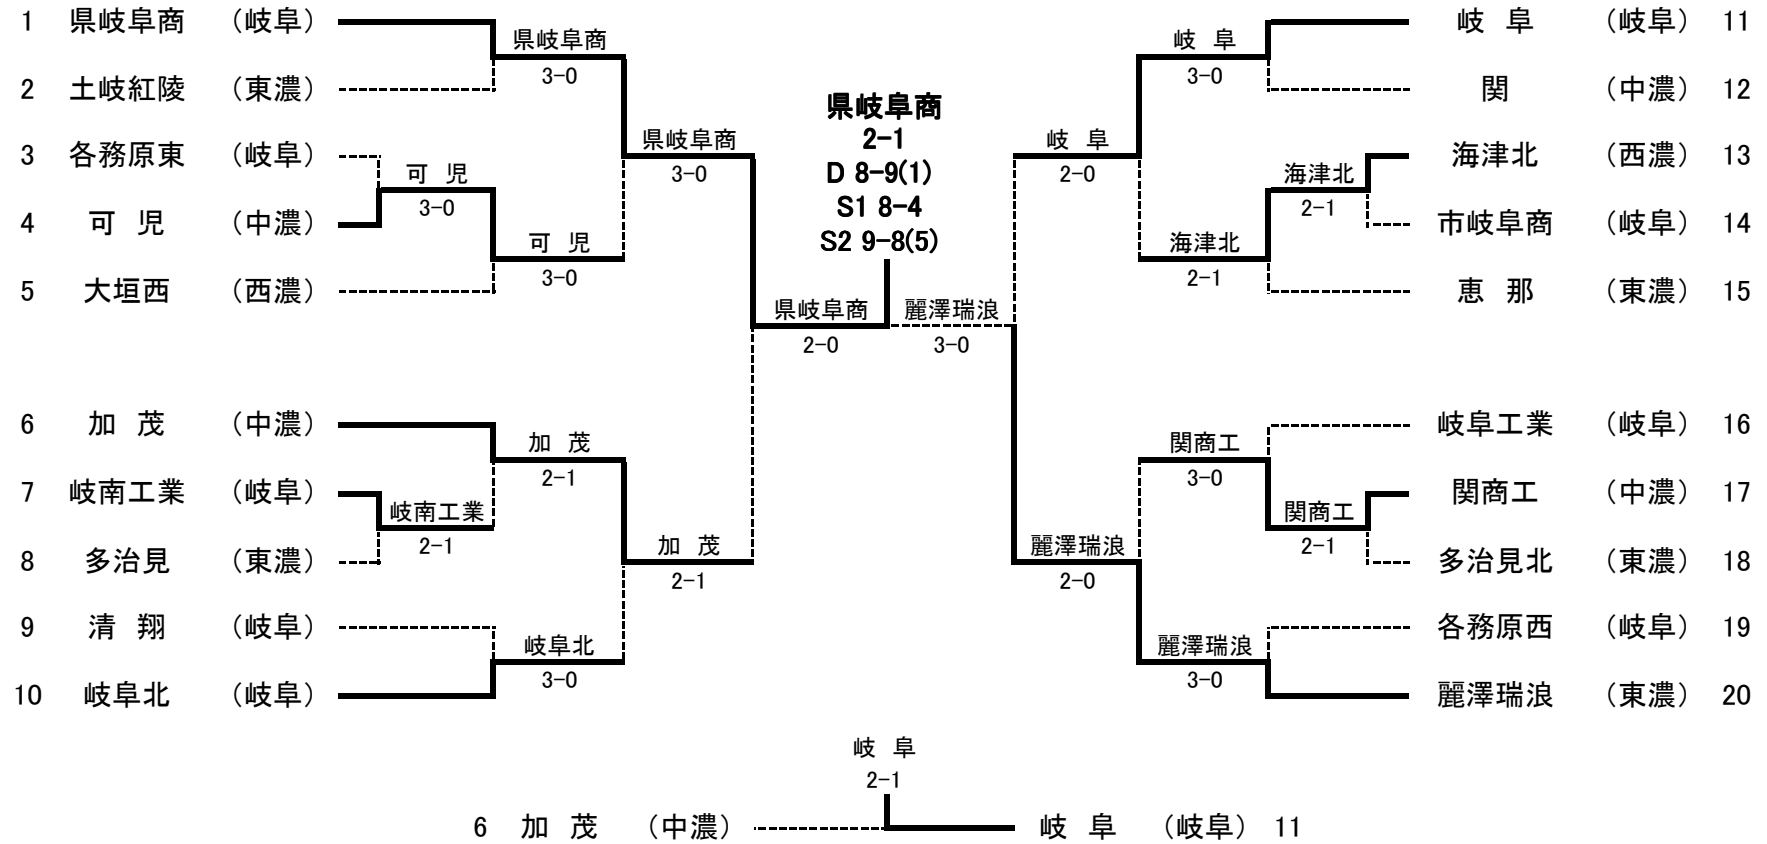 1 県岐阜商 （岐阜） 岐 阜 （岐阜） 11
県岐阜商 岐 阜
3-0 3-0
2 土岐紅陵 （東濃） 関 （中濃） 12
県岐阜商
2-1
県岐阜商 岐 阜
3 各務原東 （岐阜） 海津北 （西濃） 13
可 児 3-0 D 8-9(1) 2-0 海津北
3-0 S1 8-4 2-1
4 可 児 （中濃） 市岐阜商 （岐阜） 14
可 児 S2 9-8(5) 海津北
3-0 2-1
5 大垣西 （西濃） 恵 那 （東濃） 15
県岐阜商 麗澤瑞浪
2-0 3-0
6 加 茂 （中濃） 岐阜工業 （岐阜） 16
加 茂 関商工
2-1 3-0
7 岐南工業 （岐阜） 関商工 （中濃） 17
岐南工業 関商工
2-1 加 茂 麗澤瑞浪 2-1
8 多治見 （東濃） 多治見北 （東濃） 18
2-1 2-0
9 清 翔 （岐阜） 各務原西 （岐阜） 19
岐阜北 麗澤瑞浪
3-0 3-0
10 岐阜北 （岐阜） 麗澤瑞浪 （東濃） 20
岐 阜
2-1
6 加 茂 （中濃） 岐 阜 （岐阜） 11